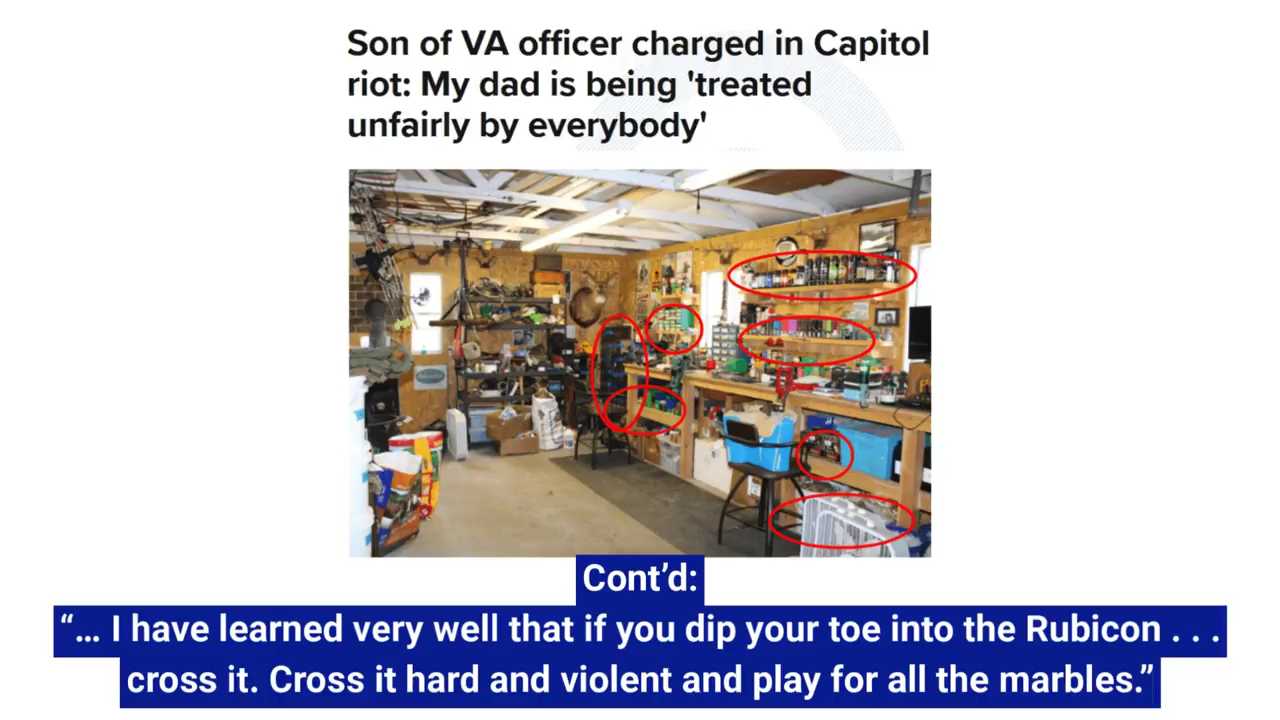 Son of VA officer charged in Capitol
riot: My dad is being 'treated
unfairly by everybody'
Cont’d:
“... I have learned very well that if you dip your toe into the Rubicon . . .
cross it. Cross it hard and violent and play for all the marbles.”